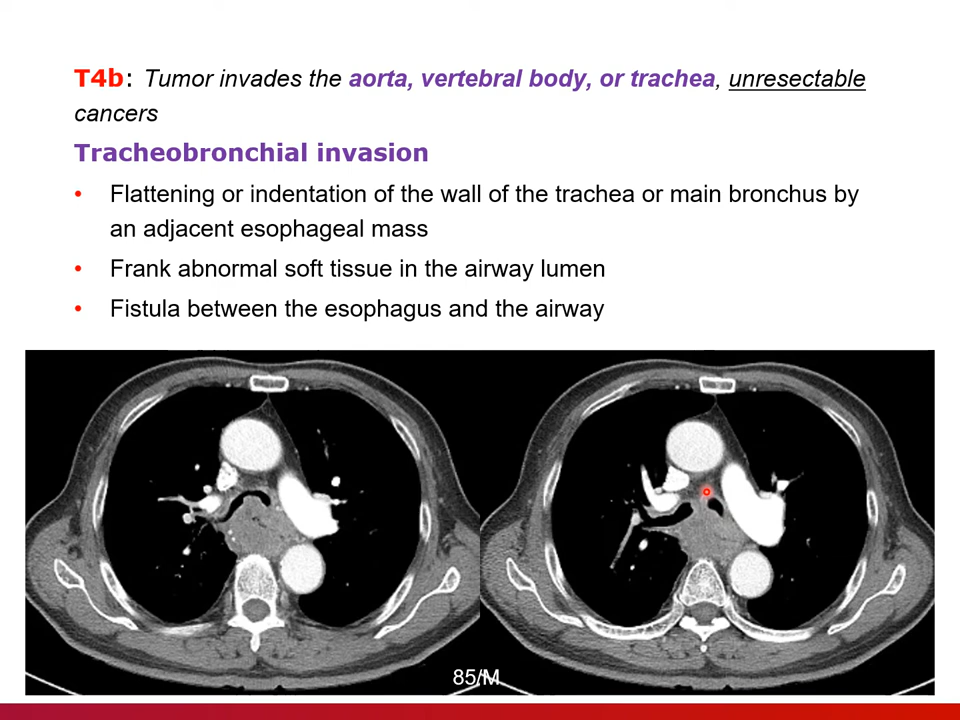 T4b: Tumor invades the aorta, vertebral body, or trachea, unresectable
cancers
Tracheobronchial invasion
• Flattening or indentation of the wall of the trachea or main bronchus by
an adjacent esophageal mass
• Frank abnormal soft tissue in the airway lumen
• Fistula between the esophagus and the airway
85/M